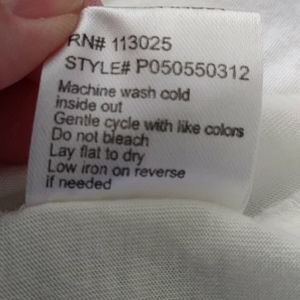 RN# 113025
STYLE# P050550312
Machine wash cold
inside out
Gentle cycle with like colors
Do not bleach
Lay flat to dry
Low iron on reverse
if needed